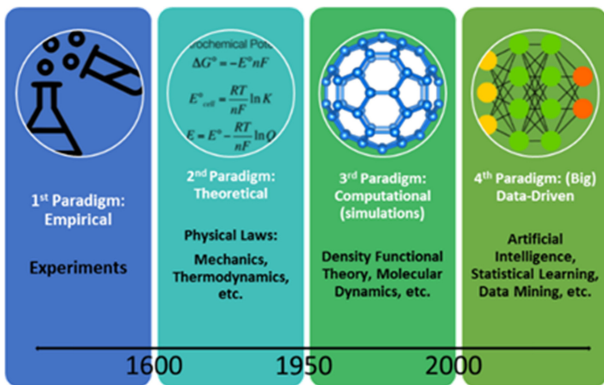 rochemical Pote
ΔG° = −E°nF
E°cell = RT/nF ln K
E = E° − RT/nF ln Q
1st Paradigm:
Empirical
Experiments
2nd Paradigm:
Theoretical
Physical Laws:
Mechanics,
Thermodynamics,
etc.
3rd Paradigm:
Computational
(simulations)
Density Functional
Theory, Molecular
Dynamics, etc.
4th Paradigm: (Big)
Data-Driven
Artificial
Intelligence,
Statistical Learning,
Data Mining, etc.
1600
1950
2000